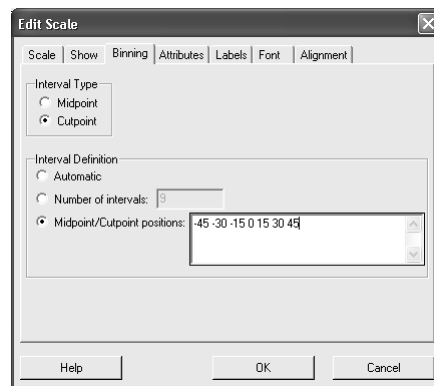 Edit Scale
Scale Show Binning Attributes Labels Font Alignment
Interval Type
Midpoint
Cutpoint
Interval Definition
Automatic
Number of intervals: 9
Midpoint/Cutpoint positions: -45 -30 -15 0 15 30 45
Help OK Cancel